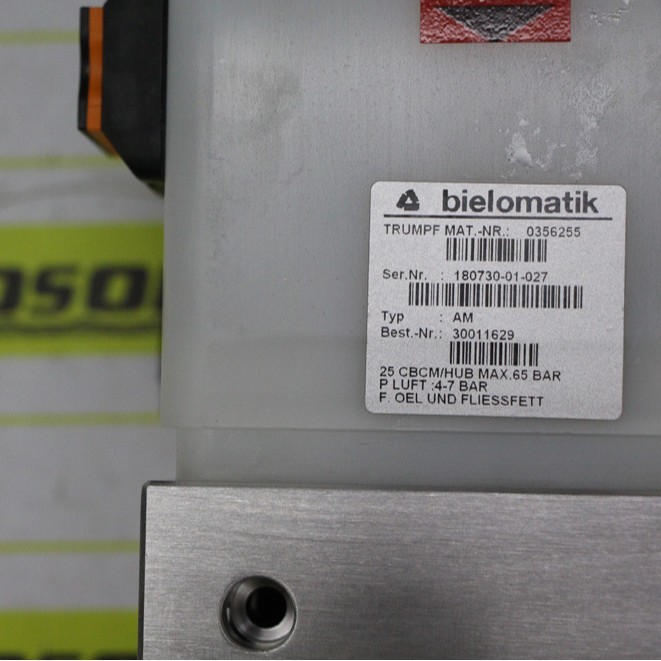 bielomatik
TRUMPF MAT.-NR.: 0356255
Ser.Nr. : 180730-01-027
Typ : AM
Best.-Nr.: 30011629
25 CBCM/HUB MAX.65 BAR
P LUFT :4-7 BAR
F. OEL UND FLIESSFETT